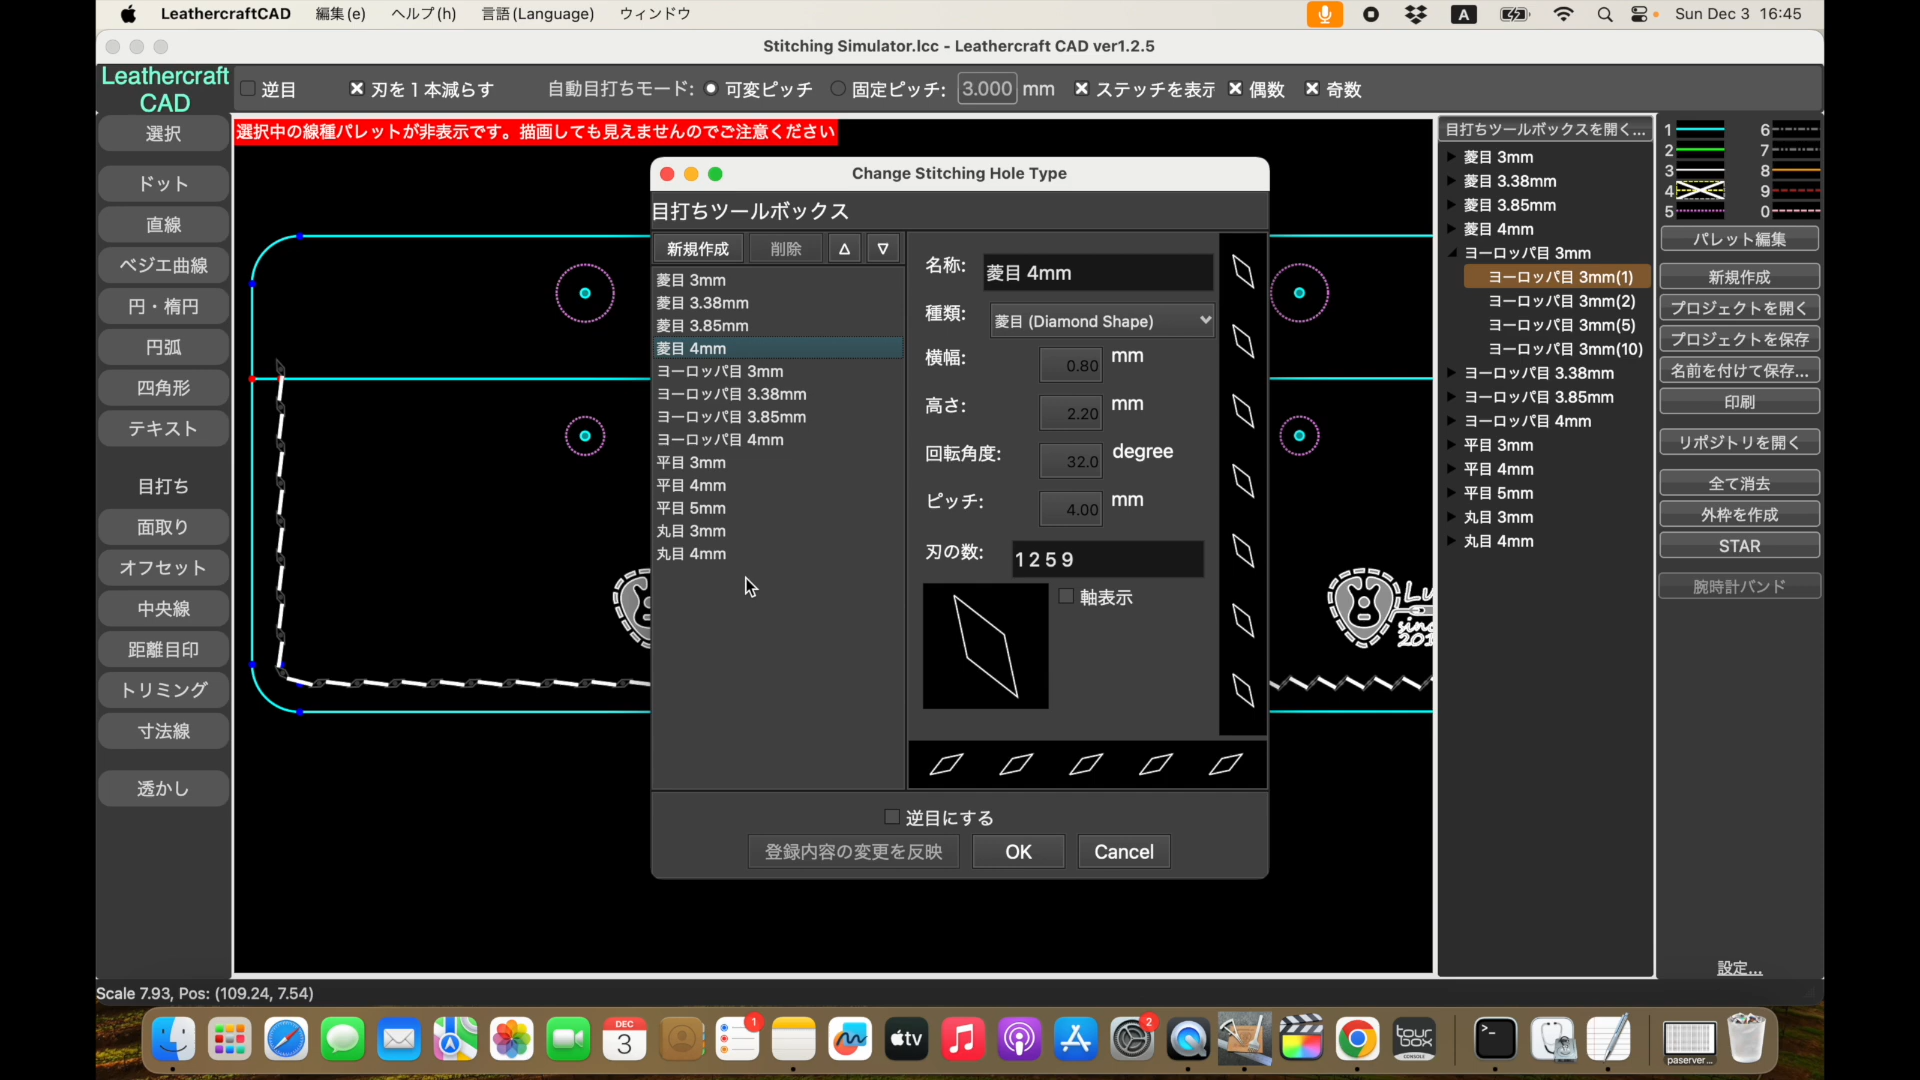 LeathercraftCAD 編集(e) ヘルプ(h) 言語(Language) ウィンドウ
A
Sun Dec 3 16:45
Stitching Simulator.lcc - Leathercraft CAD ver1.2.5
Leathercraft
CAD
逆目 刃を1本減らす 自動目打ちモード: 可変ピッチ 固定ピッチ: 3.000 mm ステッチを表示 偶数 奇数
選択
ドット
直線
ベジエ曲線
円・楕円
円弧
四角形
テキスト
目打ち
面取り
オフセット
中央線
距離目印
トリミング
寸法線
透かし
選択中の線種パレットが非表示です。描画しても見えませんのでご注意ください
Change Stitching Hole Type
目打ちツールボックス
新規作成 削除 △ ▽
菱目 3mm
菱目 3.38mm
菱目 3.85mm
菱目 4mm
ヨーロッパ目 3mm
ヨーロッパ目 3.38mm
ヨーロッパ目 3.85mm
ヨーロッパ目 4mm
平目 3mm
平目 4mm
平目 5mm
丸目 3mm
丸目 4mm
名称: 菱目 4mm
種類: 菱目 (Diamond Shape)
横幅: 0.80 mm
高さ: 2.20 mm
回転角度: 32.0 degree
ピッチ: 4.00 mm
刃の数: 1 2 5 9
軸表示
逆目にする
登録内容の変更を反映 OK Cancel
目打ちツールボックスを開く...
菱目 3mm
菱目 3.38mm
菱目 3.85mm
菱目 4mm
ヨーロッパ目 3mm
ヨーロッパ目 3mm(1)
ヨーロッパ目 3mm(2)
ヨーロッパ目 3mm(5)
ヨーロッパ目 3mm(10)
ヨーロッパ目 3.38mm
ヨーロッパ目 3.85mm
ヨーロッパ目 4mm
平目 3mm
平目 4mm
平目 5mm
丸目 3mm
丸目 4mm
1 6
2 7
3 8
4 9
5 0
パレット編集
新規作成
プロジェクトを開く
プロジェクトを保存
名前を付けて保存...
印刷
リポジトリを開く
全て消去
外枠を作成
STAR
腕時計バンド
設定...
Scale 7.93, Pos: (109.24, 7.54)
DEC
3
1
tv
2
tour
box
CONSOLE
paserver...